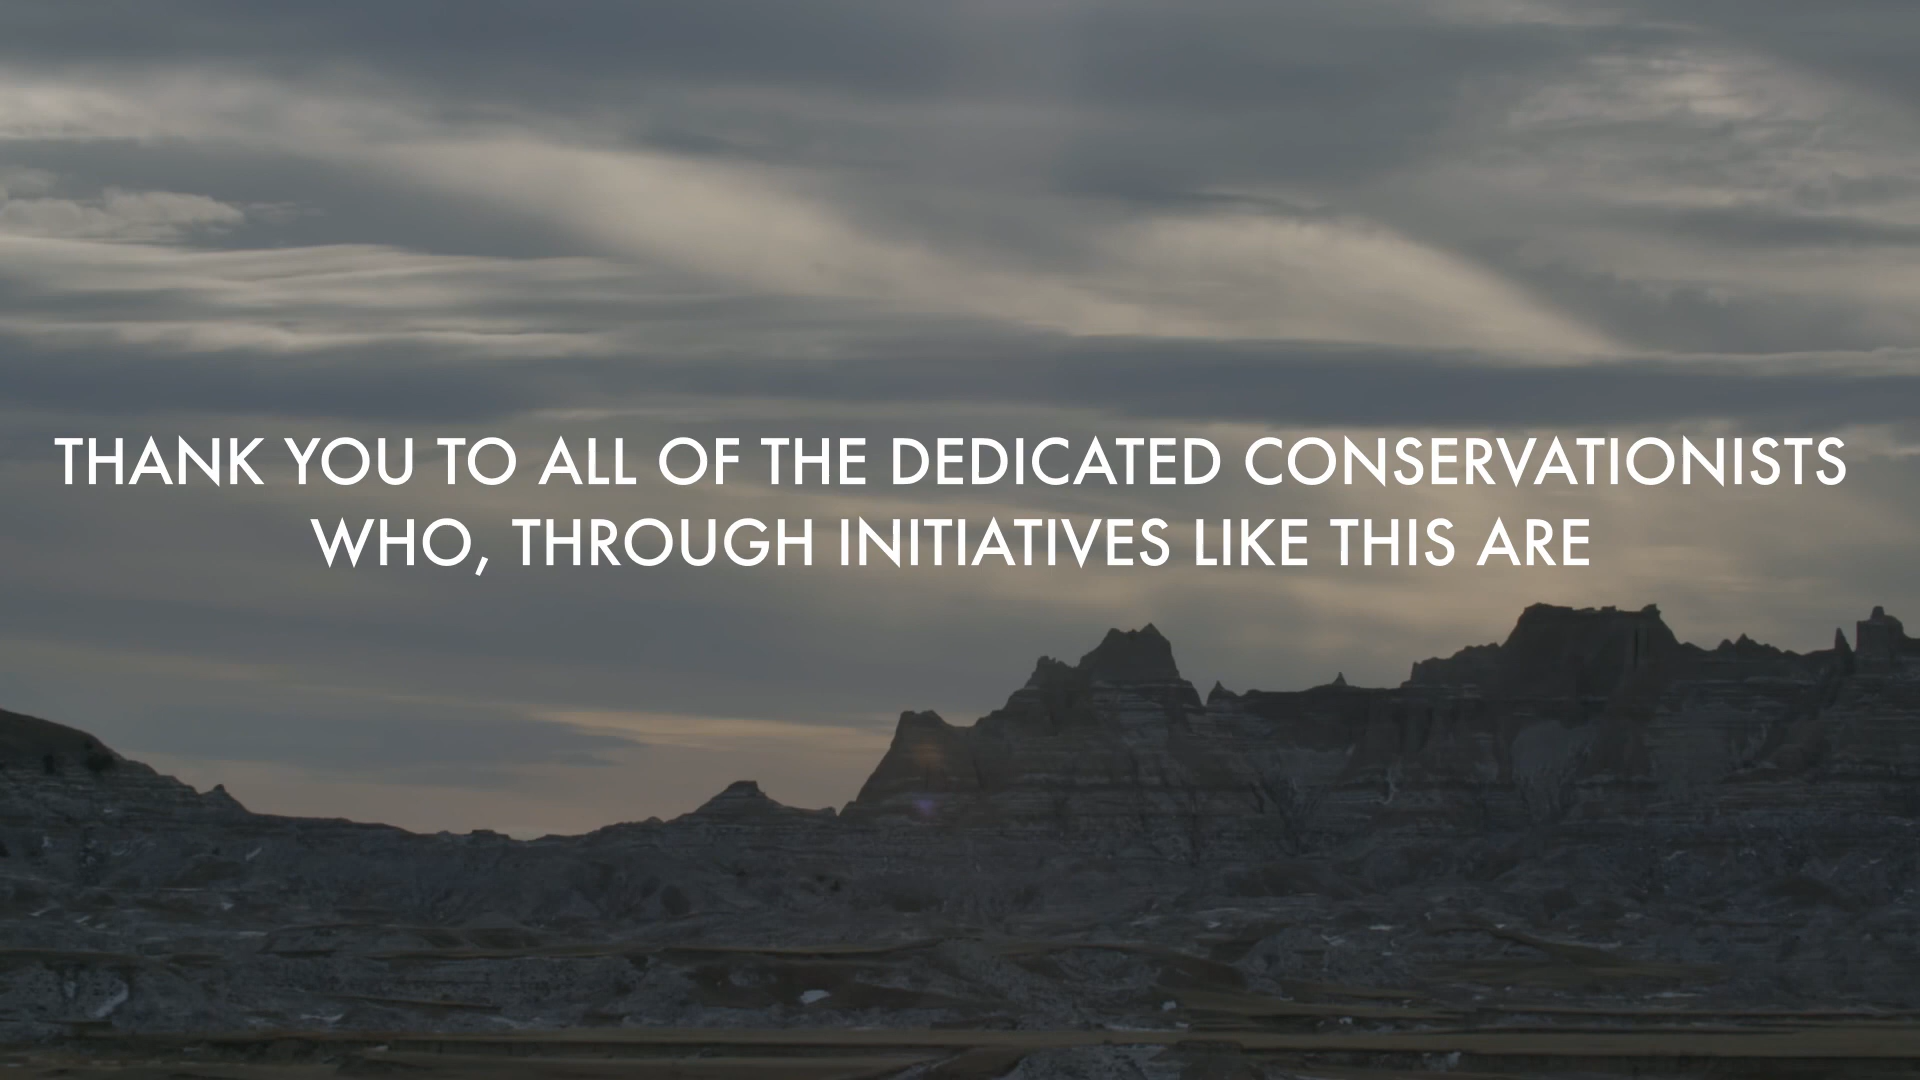 THANK YOU TO ALL OF THE DEDICATED CONSERVATIONISTS
WHO, THROUGH INITIATIVES LIKE THIS ARE